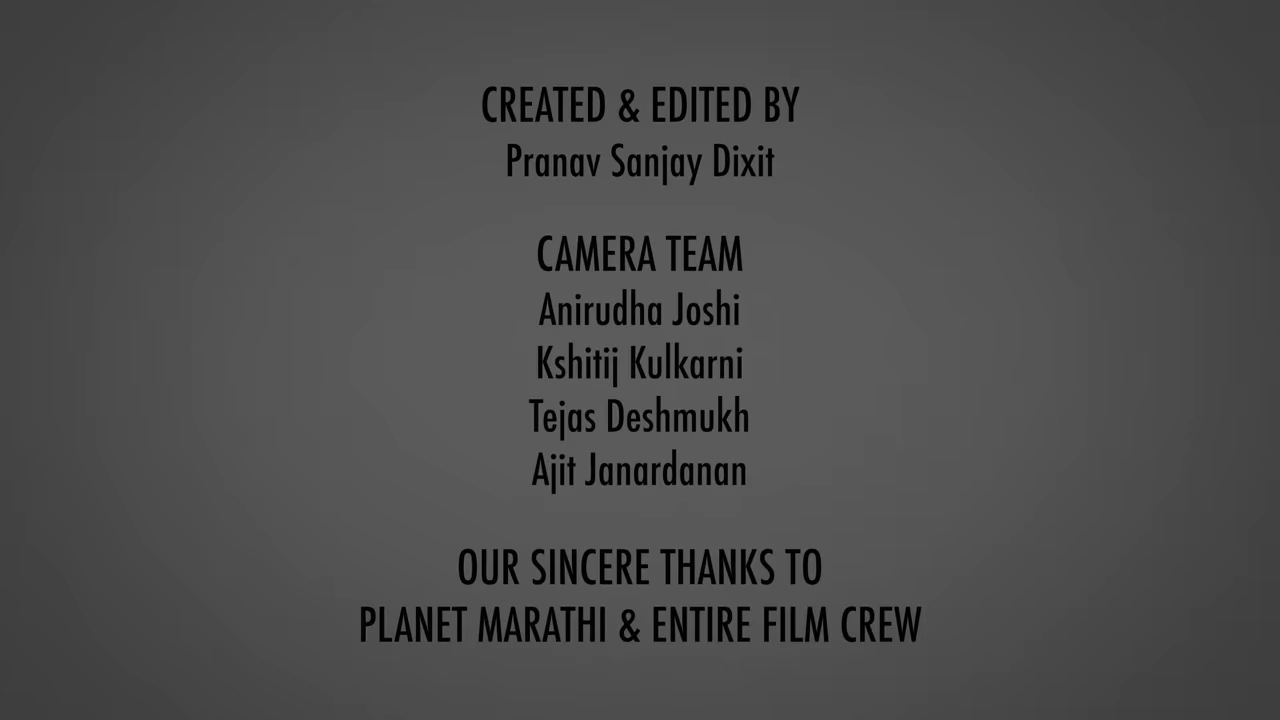 CREATED & EDITED BY
Pranav Sanjay Dixit
CAMERA TEAM
Anirudha Joshi
Kshitij Kulkarni
Tejas Deshmukh
Ajit Janardanan
OUR SINCERE THANKS TO
PLANET MARATHI & ENTIRE FILM CREW